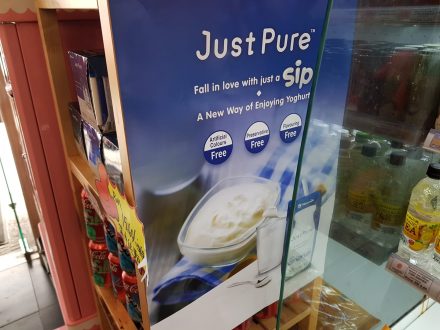 Just Pure™
Fall in love with just a sip
A New Way of Enjoying Yoghurt
Artificial
Colours
Free
Preservative
Free
Flavouring
Free